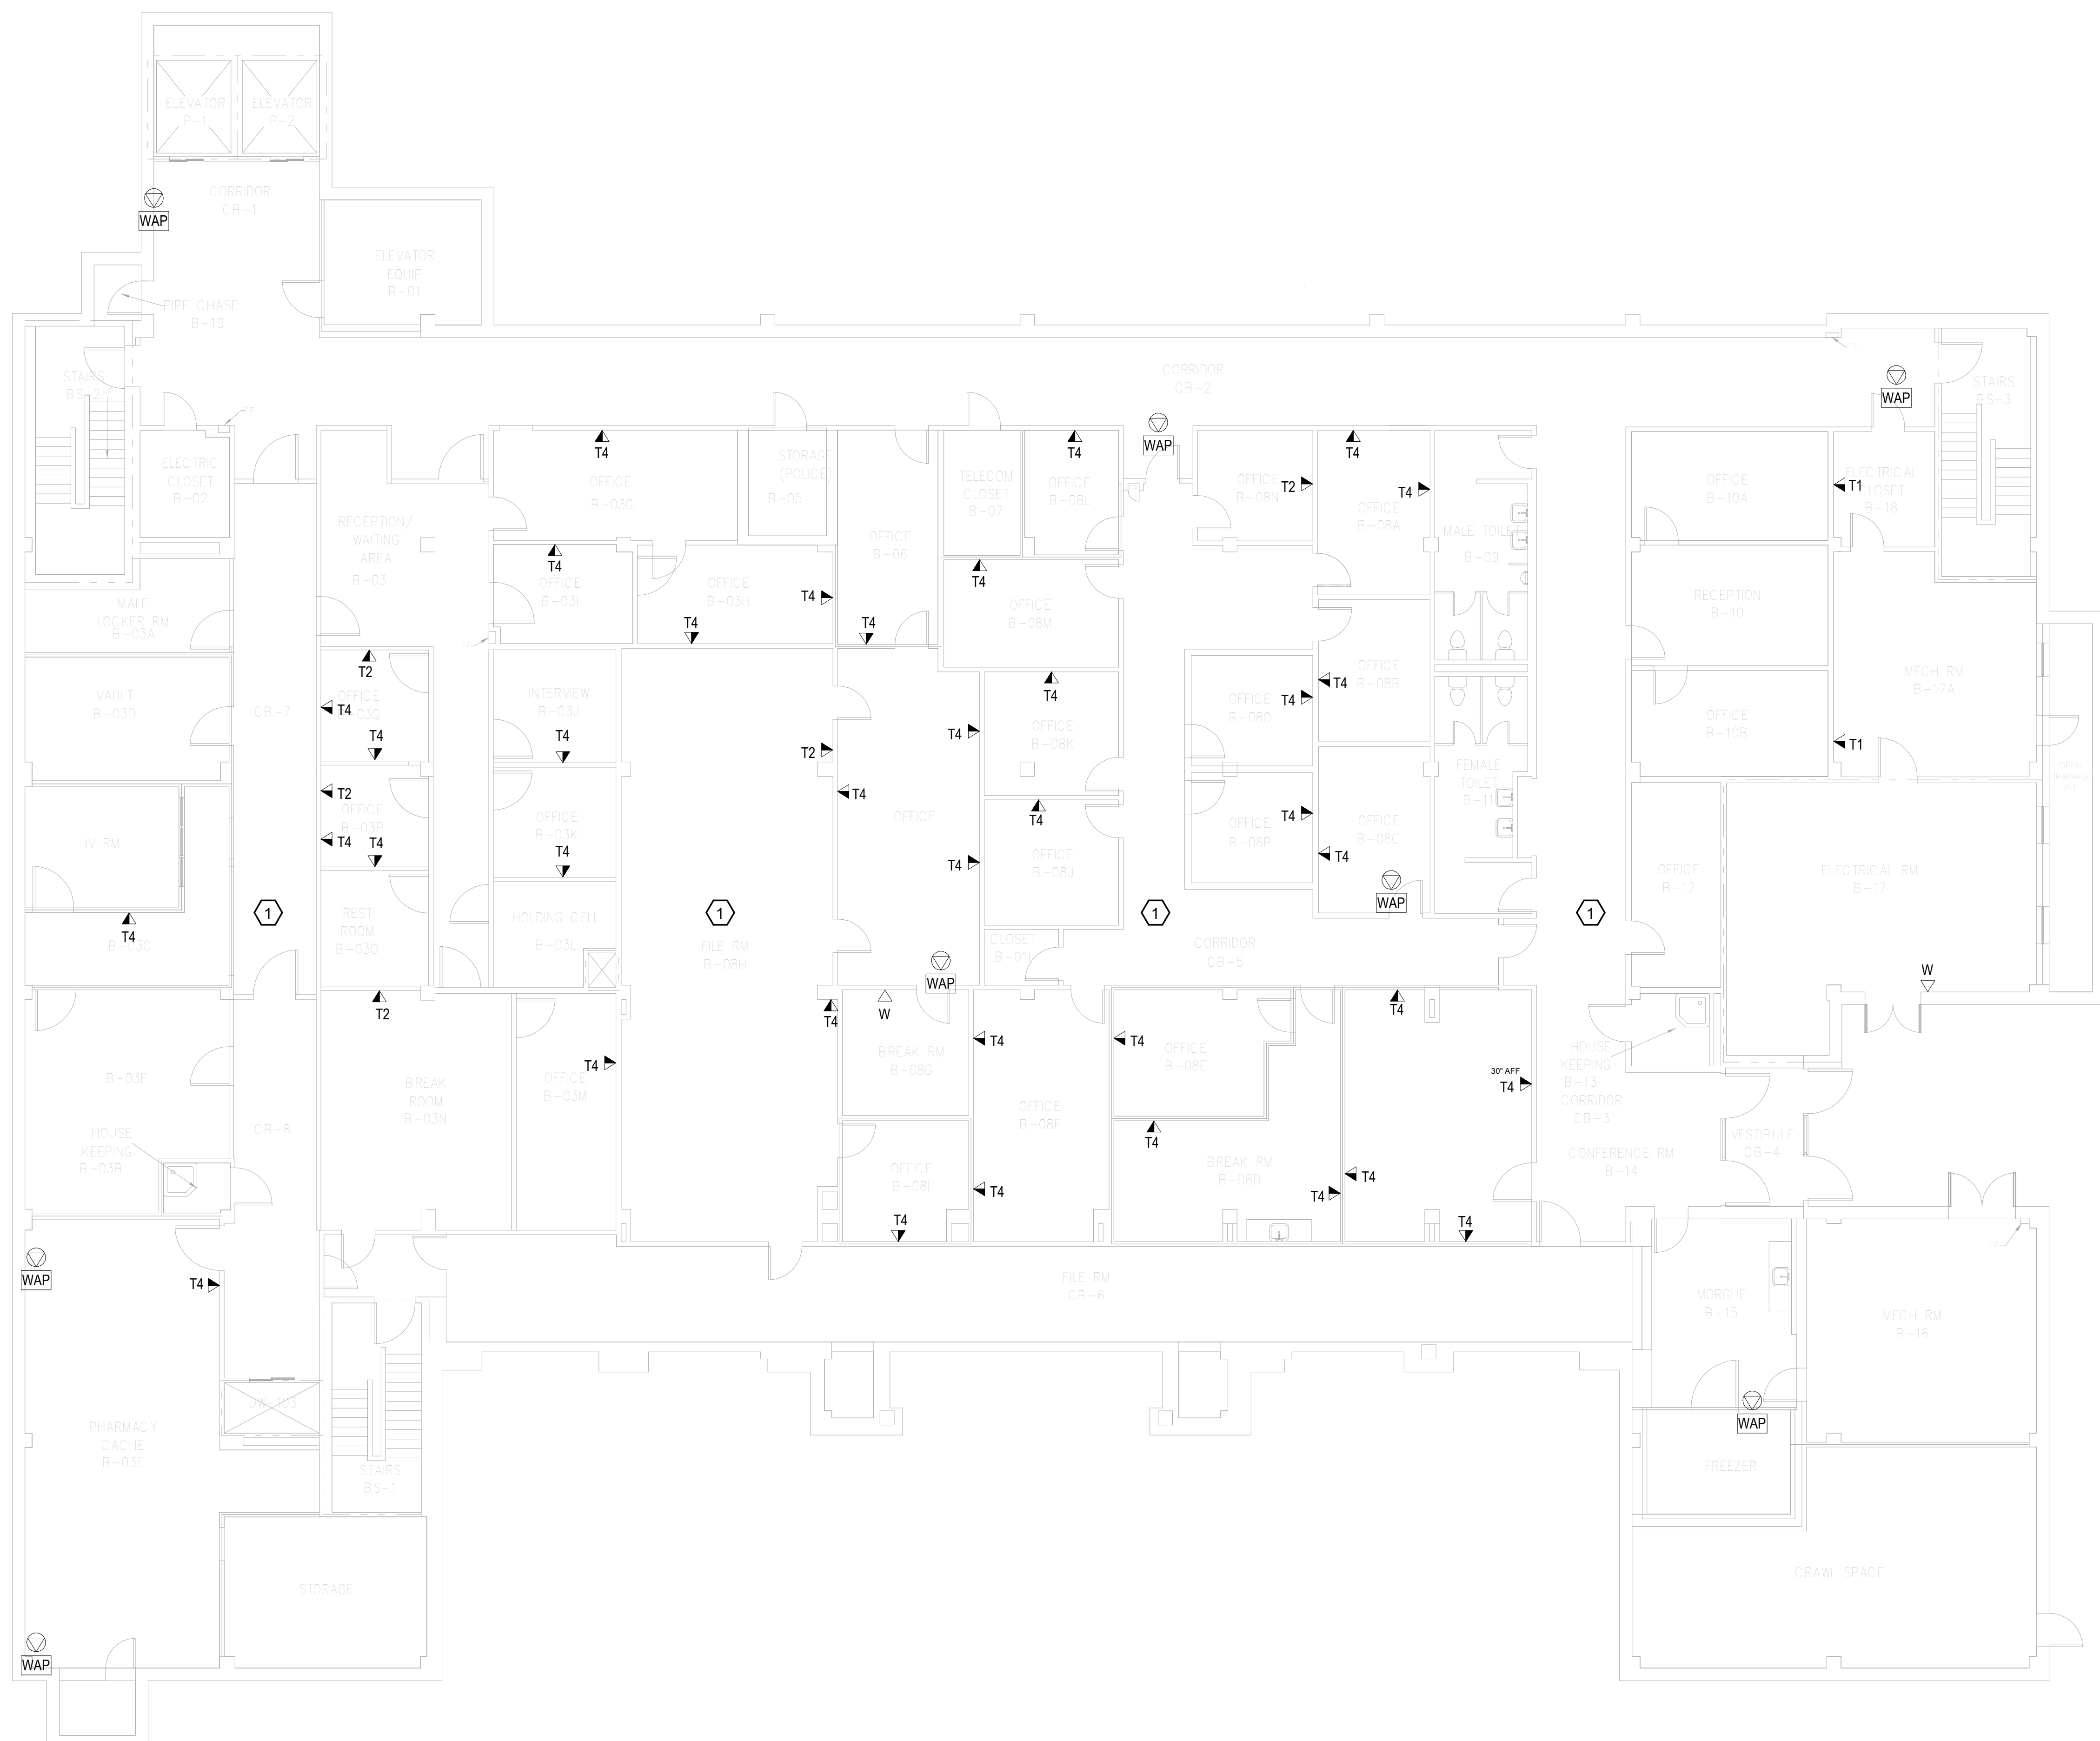 ELEVATOR
P-1
ELEVATOR
P-2
CORRIDOR
CB-1
WAP
ELEVATOR
EQUIP
B-01
PIPE CHASE
B-19
STAIRS
CORRIDOR
CB-2
WAP
STAIRS
BS-3
WAP
ELECTRIC
CLOSET
B-02
RECEPTION/
WAITING
AREA
B-03
T4
OFFICE
B-03G
STORAGE
(POLICE)
B-05
OFFICE
B-06
TELECOM
CLOSET
B-07
T4
OFFICE
B-08L
OFFICE
B-08N
T2
T4
T4
OFFICE
B-08A
MALE TOILET
B-09
OFFICE
B-10A
T1
ELECTRICAL
CLOSET
B-18
MALE
LOCKER RM
B-03A
T4
OFFICE
B-03I
OFFICE
B-03H
T4
T4
T4
T4
OFFICE
B-08M
RECEPTION
B-10
VAULT
B-03D
CB-7
T2
OFFICE
B-03Q
T4
T4
INTERVIEW
B-03J
T4
T2
T4
T4
T4
OFFICE
B-08K
OFFICE
B-08O
T4
T4
OFFICE
B-08B
OFFICE
B-10B
T1
MECH RM
B-17A
OPEN
DRAINAGE
PIT
IV RM
T2
OFFICE
B-03P
T4
T4
OFFICE
B-03K
T4
OFFICE
T4
T4
OFFICE
B-08J
OFFICE
B-08P
T4
OFFICE
B-08C
T4
FEMALE
TOILET
B-11
OFFICE
B-12
ELECTRICAL RM
B-17
T4
B-03C
1
REST
ROOM
B-03O
HOLDING CELL
B-03L
1
FILE RM
B-08H
WAP
CLOSET
1
CORRIDOR
CB-5
WAP
1
W
B-03F
T2
BREAK
ROOM
B-03N
OFFICE
B-03M
T4
T4
W
BREAK RM
B-08G
T4
OFFICE
B-08F
T4
T4
OFFICE
B-08E
T4
30" AFF
T4
HOUSE
KEEPING
B-13
CORRIDOR
CB-3
HOUSE
KEEPING
B-03B
CB-8
OFFICE
B-08I
T4
T4
BREAK RM
B-08D
T4
T4
T4
CONFERENCE RM
B-14
VESTIBULE
CB-4
WAP
T4
FILE RM
CB-6
MORGUE
B-15
MECH RM
B-16
DW-103
PHARMACY
CACHE
B-03E
STAIRS
BS-1
WAP
FREEZER
STORAGE
CRAWL SPACE
WAP